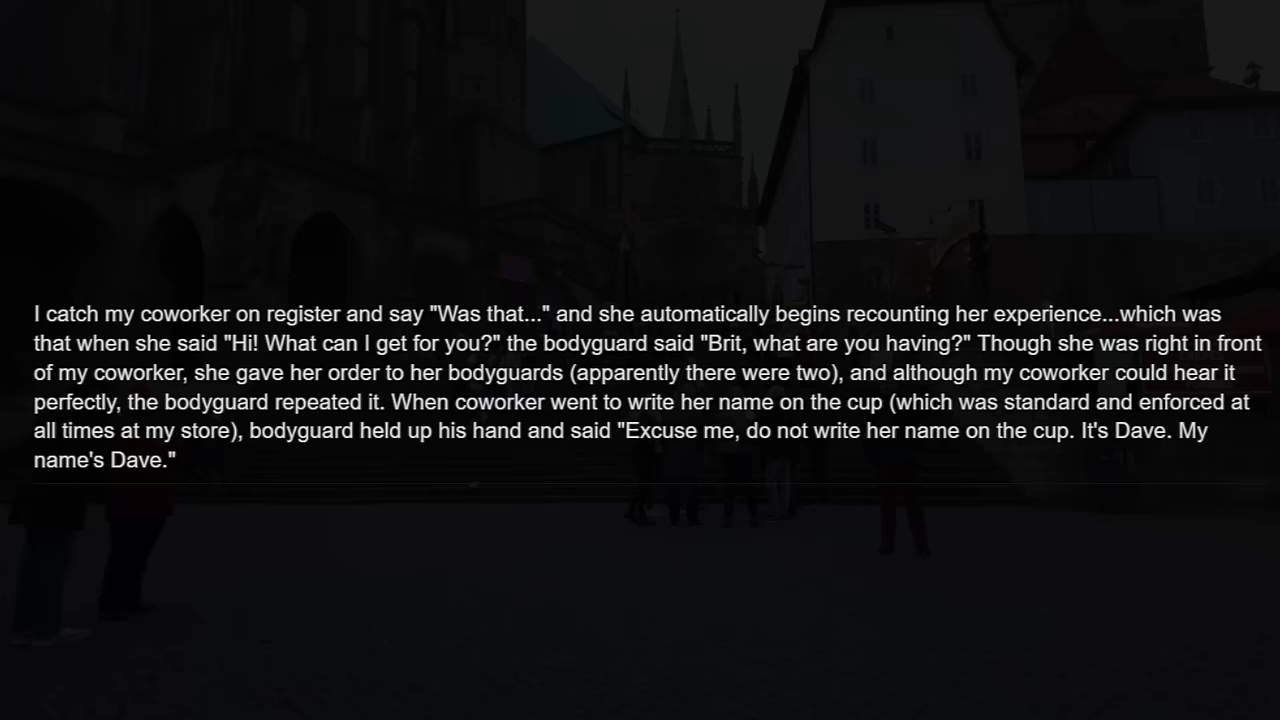 I catch my coworker on register and say "Was that..." and she automatically begins recounting her experience...which was
that when she said "Hi! What can I get for you?" the bodyguard said "Brit, what are you having?" Though she was right in front
of my coworker, she gave her order to her bodyguards (apparently there were two), and although my coworker could hear it
perfectly, the bodyguard repeated it. When coworker went to write her name on the cup (which was standard and enforced at
all times at my store), bodyguard held up his hand and said "Excuse me, do not write her name on the cup. It's Dave. My
name's Dave."